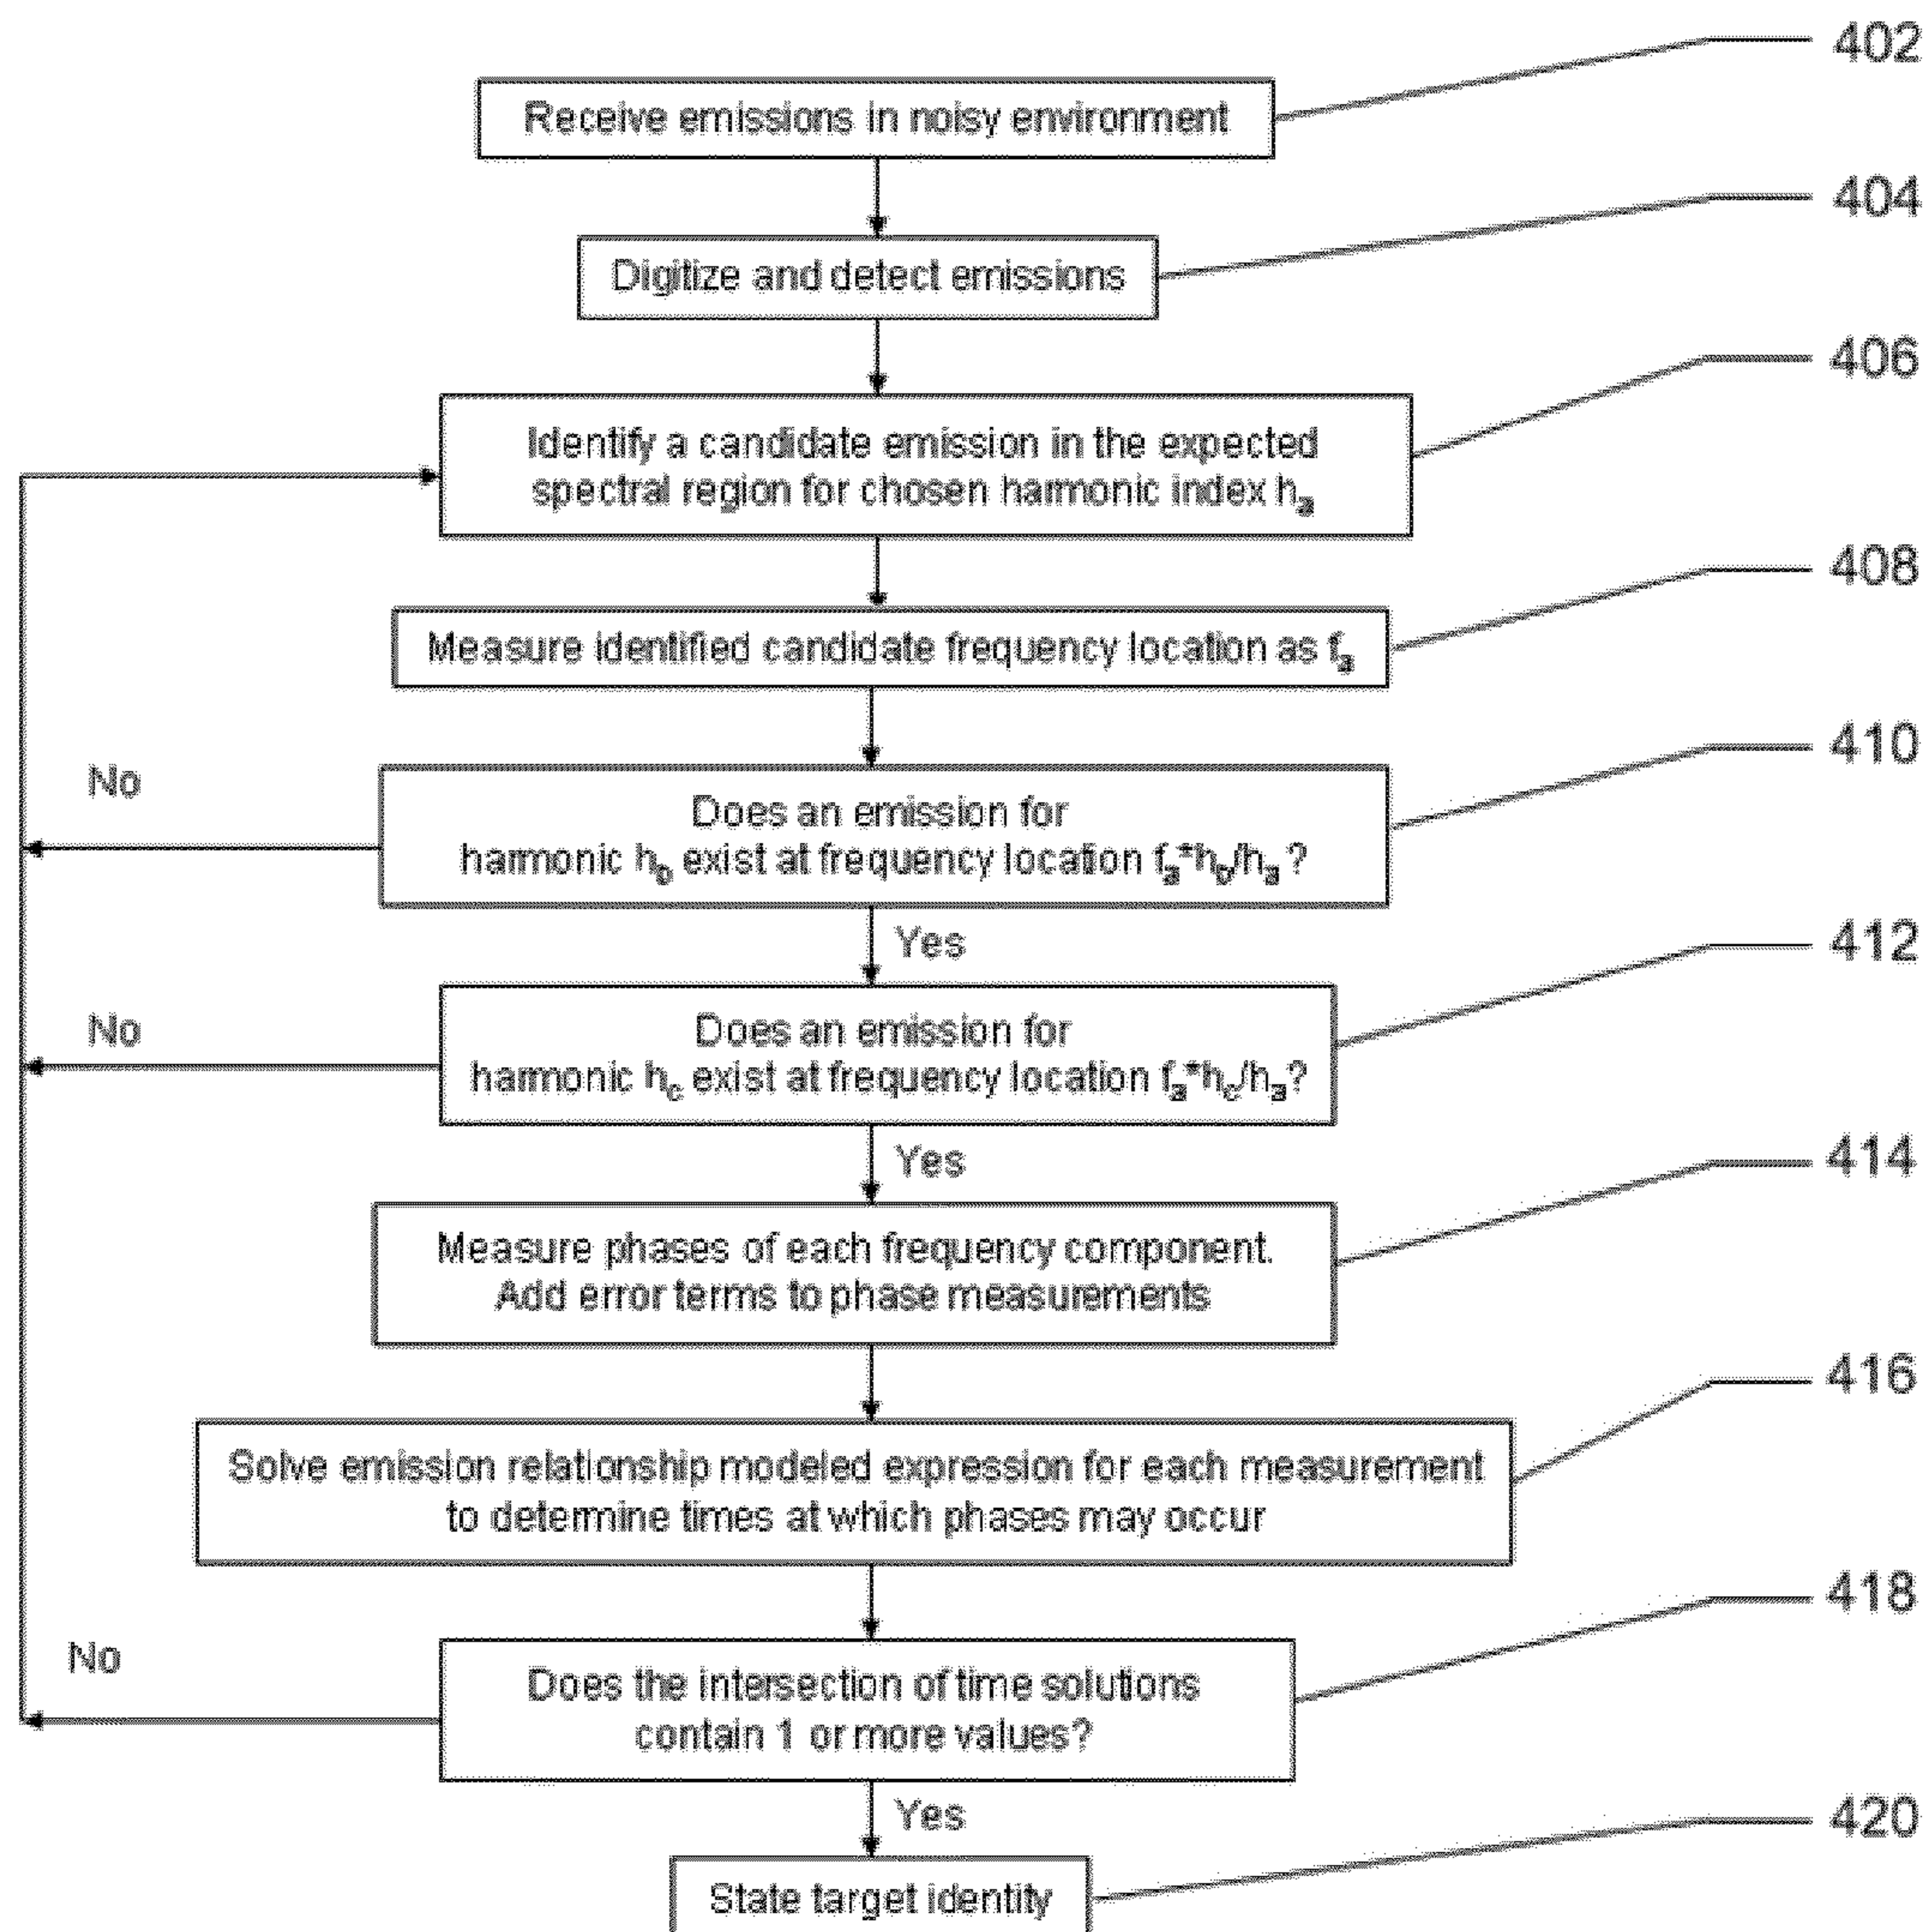 402
Receive emissions in noisy environment
404
Digitize and detect emissions
406
Identify a candidate emission in the expected
spectral region for chosen harmonic index hₐ
408
Measure identified candidate frequency location as fₐ
410
No
Does an emission for
harmonic h_b exist at frequency location fₐ*h_b/hₐ ?
Yes
412
No
Does an emission for
harmonic h_c exist at frequency location fₐ*h_c/hₐ?
Yes
414
Measure phases of each frequency component.
Add error terms to phase measurements
416
Solve emission relationship modeled expression for each measurement
to determine times at which phases may occur
418
No
Does the intersection of time solutions
contain 1 or more values?
Yes
420
State target identity